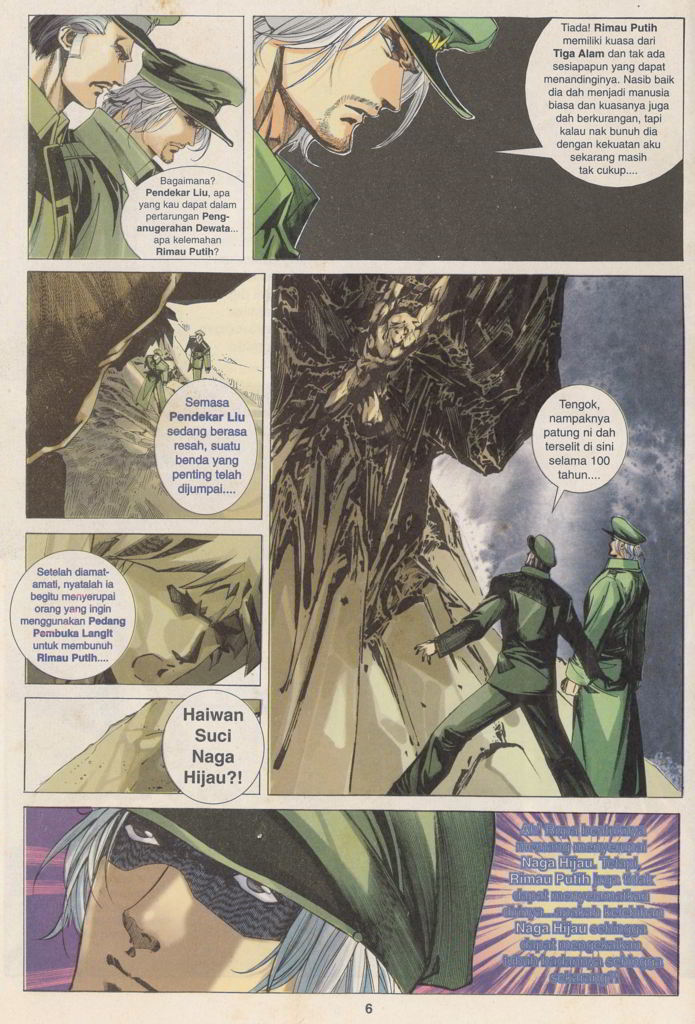 Bagaimana?
Pendekar Liu, apa
yang kau dapat dalam
pertarungan Peng-
anugerahan Dewata...
apa kelemahan
Rimau Putih?
Tiada! Rimau Putih
memiliki kuasa dari
Tiga Alam dan tak ada
sesiapapun yang dapat
menandinginya. Nasib baik
dia dah menjadi manusia
biasa dan kuasanya juga
dah berkurangan, tapi
kalau nak bunuh dia
dengan kekuatan aku
sekarang masih
tak cukup....
Semasa
Pendekar Liu
sedang berasa
resah, suatu
benda yang
penting telah
dijumpai....
Tengok,
nampaknya
patung ni dah
terselit di sini
selama 100
tahun....
Setelah diamat-
amati, nyatalah ia
begitu menyerupai
orang yang ingin
menggunakan Pedang
Pembuka Langit
untuk membunuh
Rimau Putih....
Haiwan
Suci
Naga
Hijau?!
Ah! Rupa bentuknya
memang menyerupai
Naga Hijau. Tetapi,
Rimau Putih juga tidak
dapat menyelamatkan
dirinya...apakah kelebihan
Naga Hijau sehingga
dapat mengekalkan
tubuh badannya sehingga
sekarang?!
6